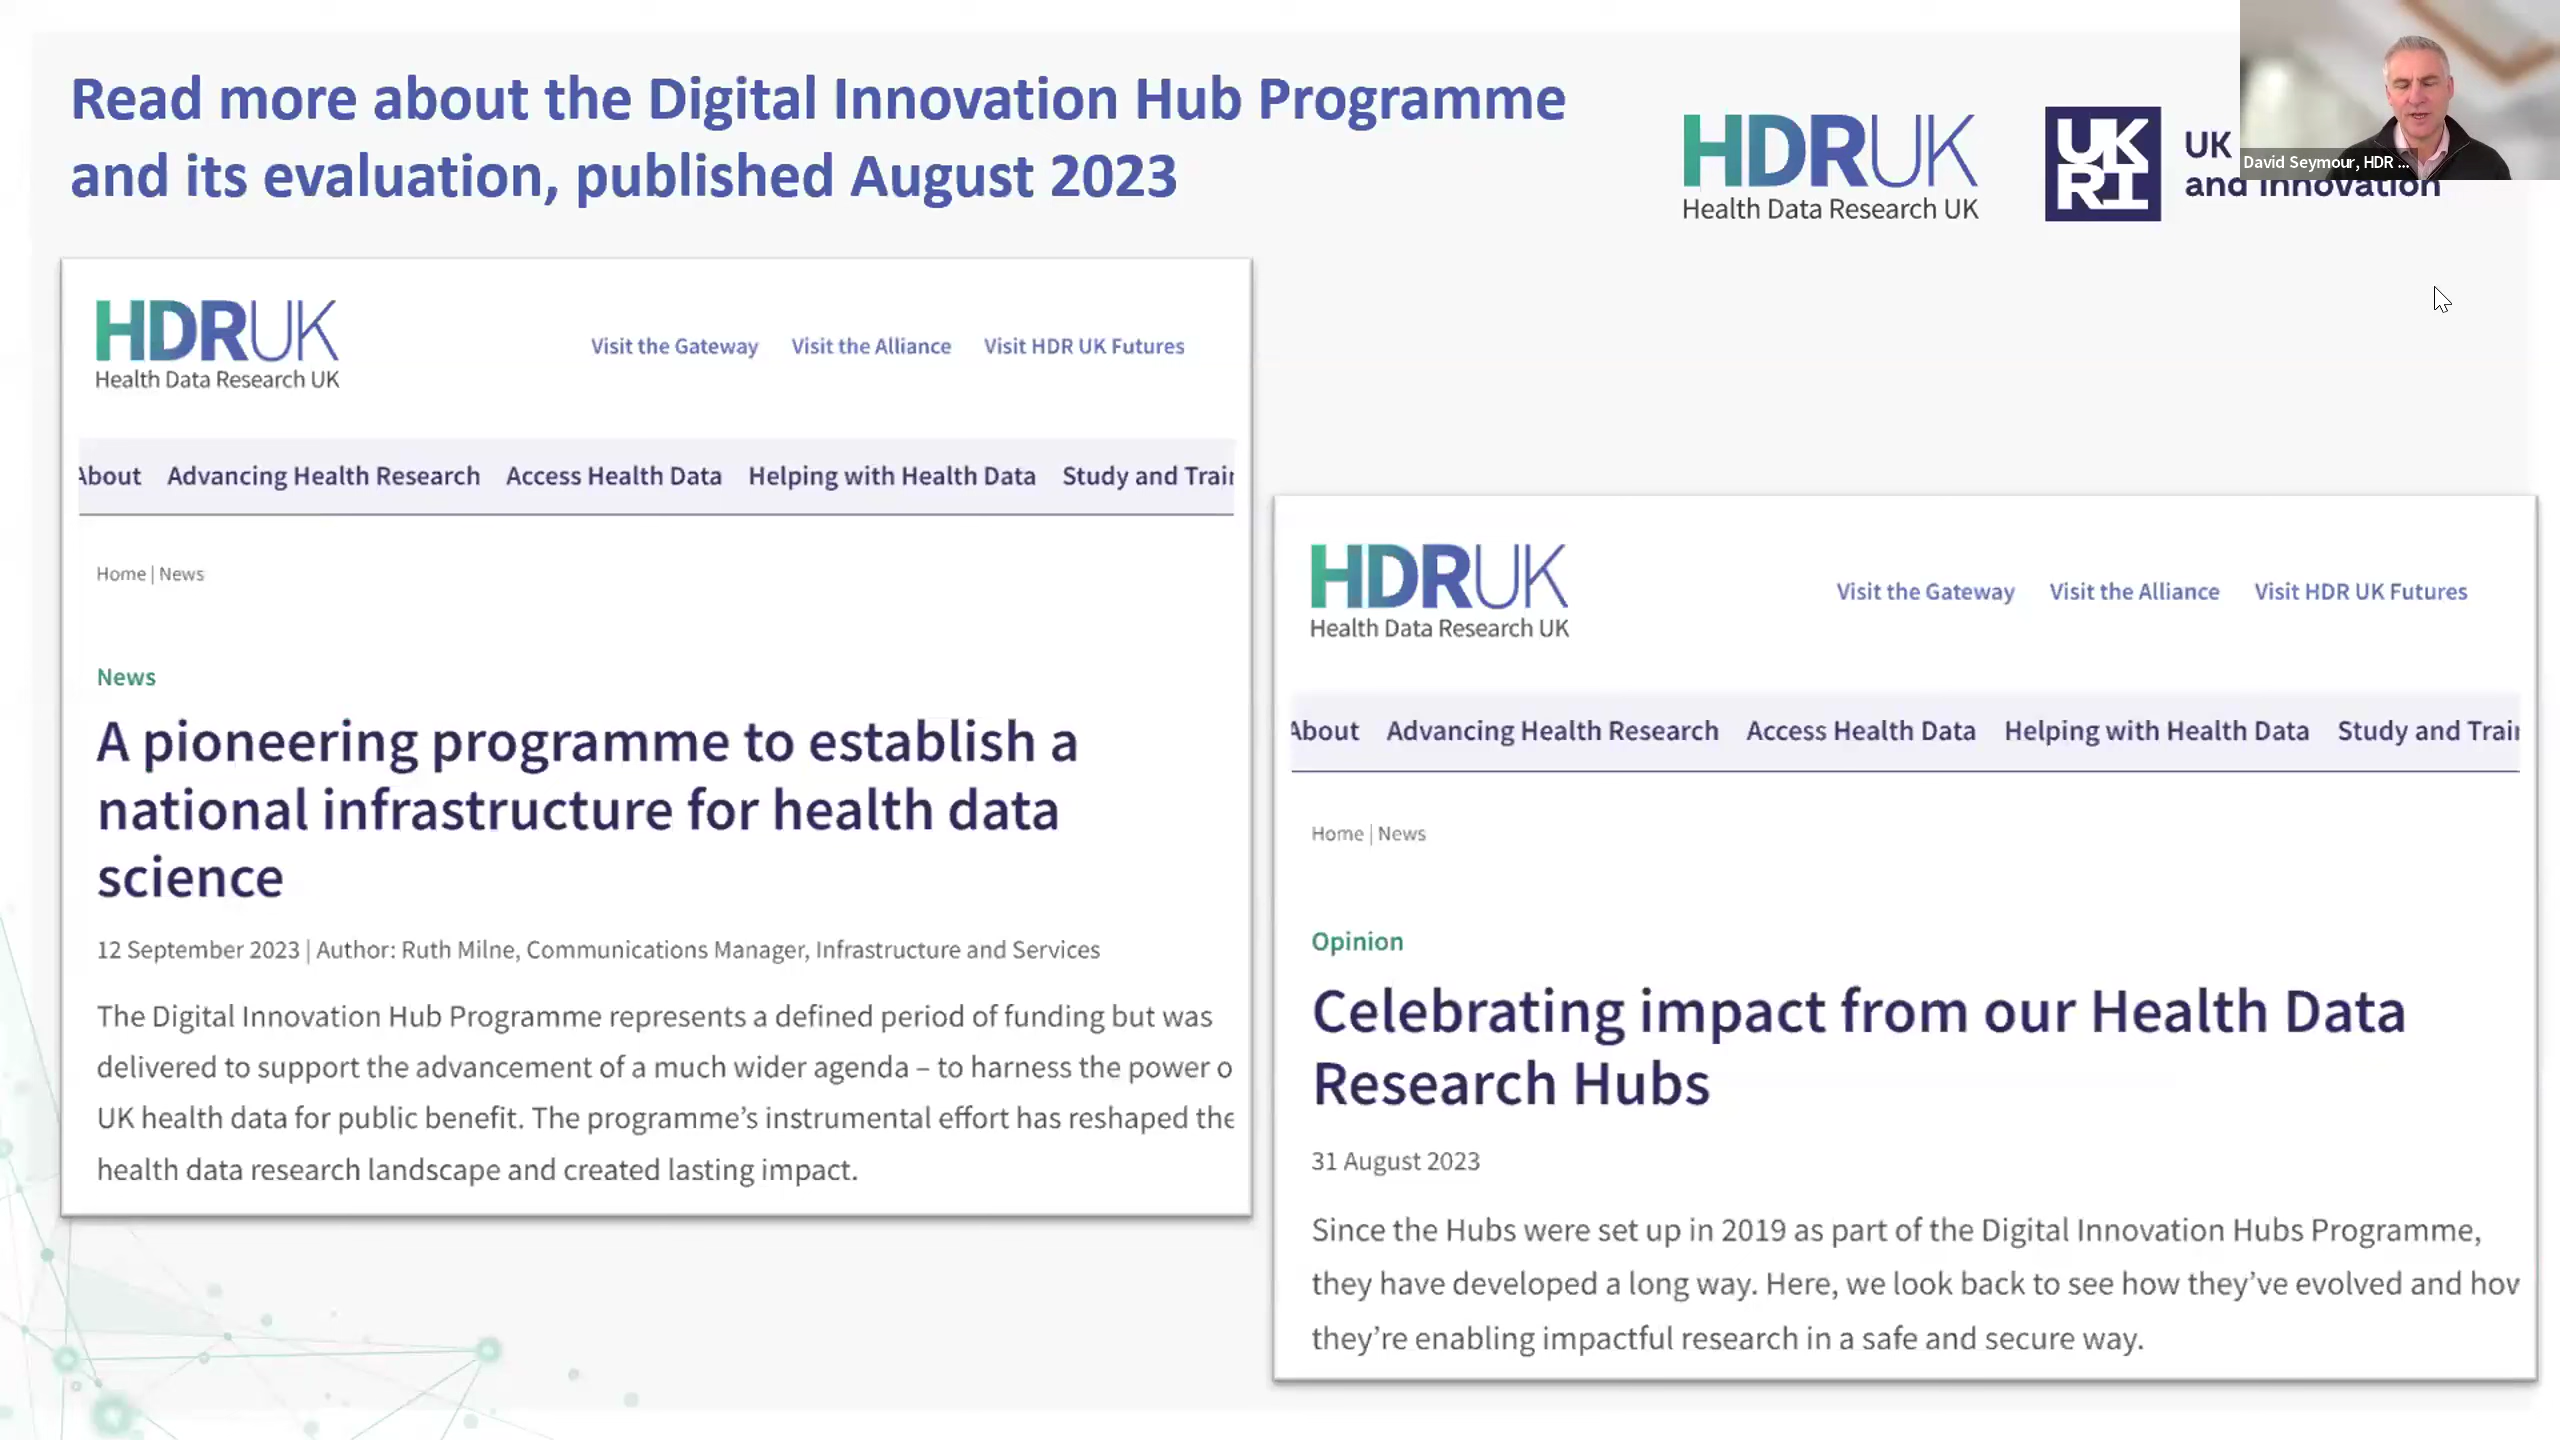 Read more about the Digital Innovation Hub Programme
and its evaluation, published August 2023
HDRUK
Health Data Research UK
UK
RI
UK
and Innovation
David Seymour, HDR ...
HDRUK
Health Data Research UK
Visit the Gateway Visit the Alliance Visit HDR UK Futures
About Advancing Health Research Access Health Data Helping with Health Data Study and Train
Home | News
News
A pioneering programme to establish a
national infrastructure for health data
science
12 September 2023 | Author: Ruth Milne, Communications Manager, Infrastructure and Services
The Digital Innovation Hub Programme represents a defined period of funding but was
delivered to support the advancement of a much wider agenda – to harness the power o
UK health data for public benefit. The programme’s instrumental effort has reshaped the
health data research landscape and created lasting impact.
HDRUK
Health Data Research UK
Visit the Gateway Visit the Alliance Visit HDR UK Futures
About Advancing Health Research Access Health Data Helping with Health Data Study and Train
Home | News
Opinion
Celebrating impact from our Health Data
Research Hubs
31 August 2023
Since the Hubs were set up in 2019 as part of the Digital Innovation Hubs Programme,
they have developed a long way. Here, we look back to see how they’ve evolved and how
they’re enabling impactful research in a safe and secure way.